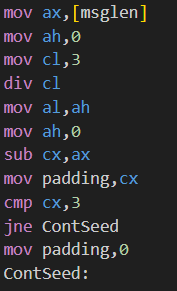 mov ax,[msglen]
mov ah,0
mov cl,3
div cl
mov al,ah
mov ah,0
sub cx,ax
mov padding,cx
cmp cx,3
jne ContSeed
mov padding,0
ContSeed: